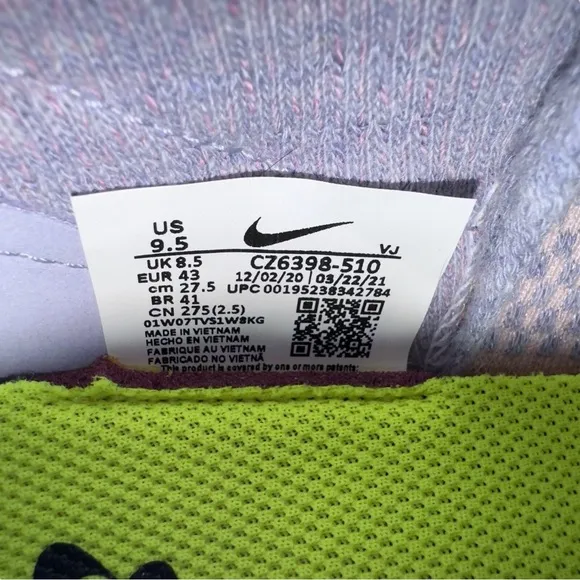 US
9.5
VJ
UK 8.5 CZ6398-510
EUR 43 12/02/20 03/22/21
cm 27.5 UPC 00195238342784
BR 41
CN 275(2.5)
01W07TVS1W8KG
MADE IN VIETNAM
HECHO EN VIETNAM
FABRIQUE AU VIETNAM
FABRICADO NO VIETNÃ
This product is covered by one or more patents: